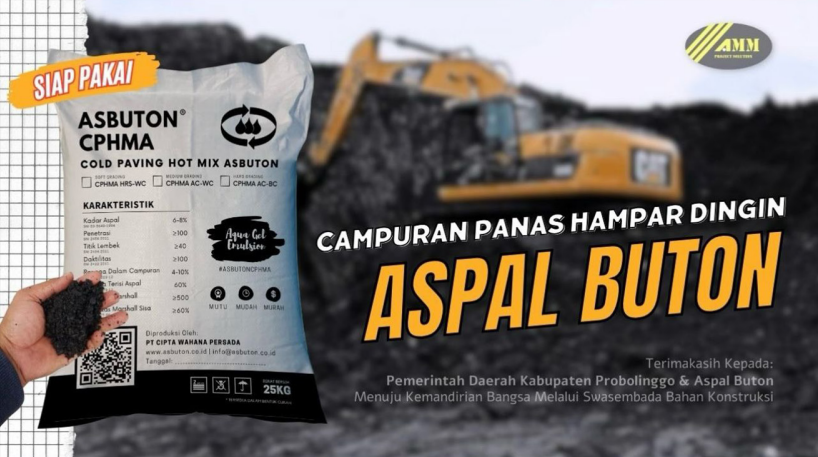 SIAP PAKAI
ASBUTON®
CPHMA
COLD PAVING HOT MIX ASBUTON
CPHMA HRS-WC
CPHMA AC-WC
CPHMA AC-BC
KARAKTERISTIK
Kadar Aspal 6-8%
Penetrasi ≥100
Titik Lembek ≥40
Daktilitas ≥100
Dalam Campuran 4-10%
Terisi Aspal 60%
Marshall ≥500
Marshall Sisa ≥60%
Aqua Gel
Emulsion
#ASBUTONCPHMA
MUTU MUDAH MURAH
Diproduksi Oleh:
PT CIPTA WAHANA PERSADA
www.asbuton.co.id | info@asbuton.co.id
Tanggal:
25KG
CAT
AMM
CAMPURAN PANAS HAMPAR DINGIN
ASPAL BUTON
Terimakasih Kepada:
Pemerintah Daerah Kabupaten Probolinggo & Aspal Buton
Menuju Kemandirian Bangsa Melalui Swasembada Bahan Konstruksi